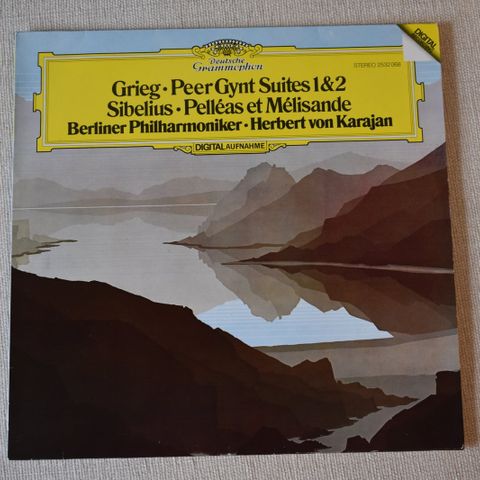 Deutsche
Grammophon
DIGITAL
STEREO 2532 068
Grieg · Peer Gynt Suites 1&2
Sibelius · Pelléas et Mélisande
Berliner Philharmoniker · Herbert von Karajan
DIGITAL AUFNAHME